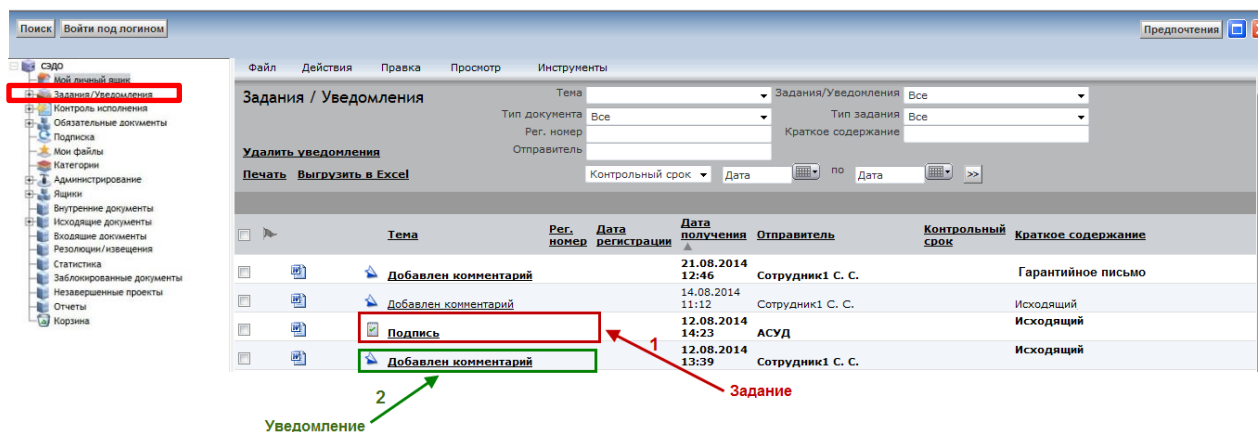 Поиск Войти под логином Предпочтения
СЭДО
Мой личный ящик
Задания/Уведомления
Контроль исполнения
Обязательные документы
Подписка
Мои файлы
Категории
Администрирование
Ящики
Внутренние документы
Исходящие документы
Входящие документы
Резолюции/извещения
Статистика
Заблокированные документы
Незавершенные проекты
Отчеты
Корзина
Файл Действия Правка Просмотр Инструменты
Задания / Уведомления
Тема Задания/Уведомления Все
Тип документа Все Тип задания Все
Рег. номер Краткое содержание
Удалить уведомления Отправитель
Печать Выгрузить в Excel Контрольный срок Дата по Дата >>
Тема Рег. номер Дата регистрации Дата получения Отправитель Контрольный срок Краткое содержание
Добавлен комментарий 21.08.2014 12:46 Сотрудник1 С. С. Гарантийное письмо
Добавлен комментарий 14.08.2014 11:12 Сотрудник1 С. С. Исходящий
Подпись 12.08.2014 14:23 АСУД Исходящий
Добавлен комментарий 12.08.2014 13:39 Сотрудник1 С. С. Исходящий
1
Задание
2
Уведомление